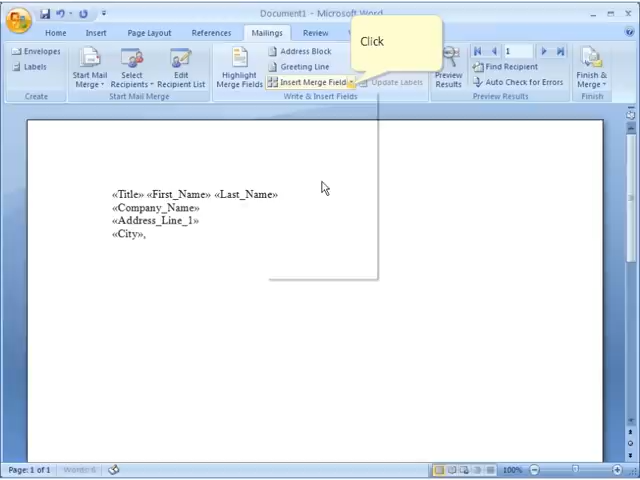 Document1 - Microsoft Word
Home Insert Page Layout References Mailings Review
Click
Envelopes
Labels
Create
Start Mail Merge
Select Recipients
Edit Recipient List
Start Mail Merge
Highlight Merge Fields
Address Block
Greeting Line
Insert Merge Field
Update Labels
Write & Insert Fields
Preview Results
1
Find Recipient
Auto Check for Errors
Preview Results
Finish & Merge
Finish
«Title» «First_Name» «Last_Name»
«Company_Name»
«Address_Line_1»
«City»,
Page: 1 of 1 Words: 6 100%